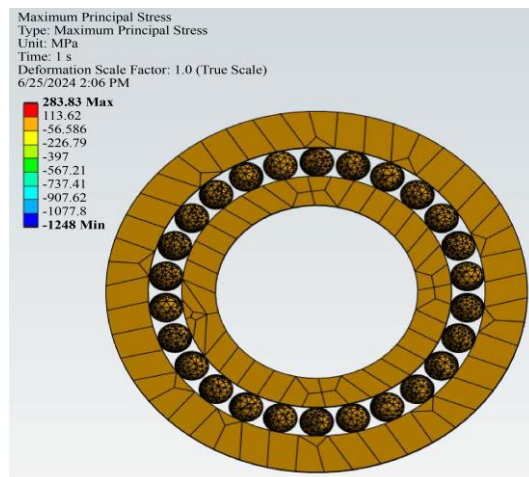 Maximum Principal Stress
Type: Maximum Principal Stress
Unit: MPa
Time: 1 s
Deformation Scale Factor: 1.0 (True Scale)
6/25/2024 2:06 PM
283.83 Max
113.62
-56.586
-226.79
-397
-567.21
-737.41
-907.62
-1077.8
-1248 Min